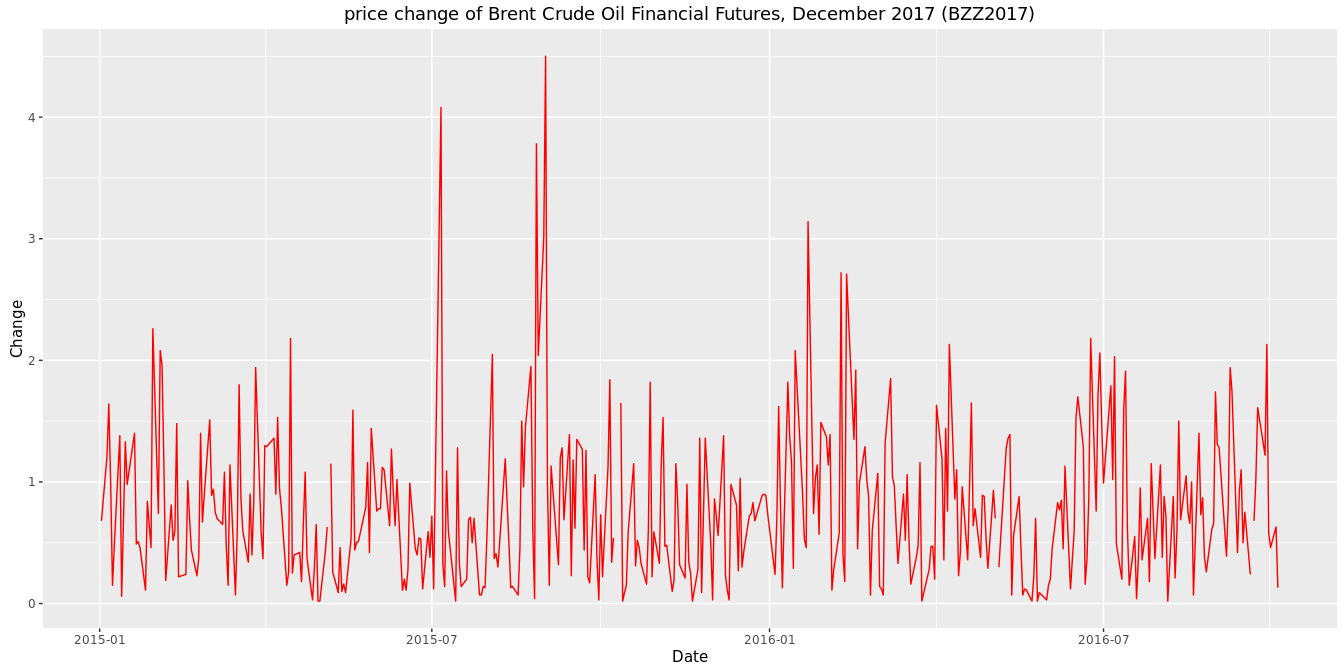 price change of Brent Crude Oil Financial Futures, December 2017 (BZZ2017)
Change
4
3
2
1
0
2015-01 2015-07 2016-01 2016-07
Date